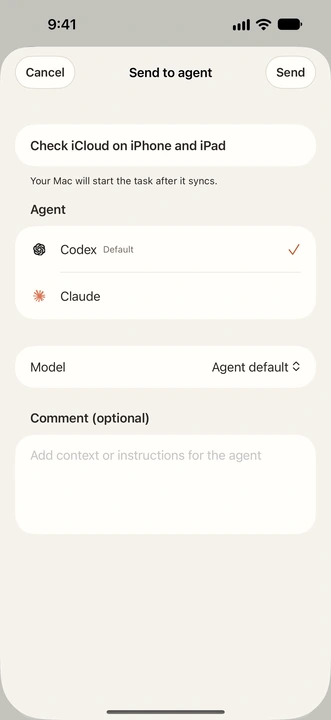 9:41
Cancel
Send to agent
Send
Check iCloud on iPhone and iPad
Your Mac will start the task after it syncs.
Agent
Codex Default
Claude
Model
Agent default
Comment (optional)
Add context or instructions for the agent